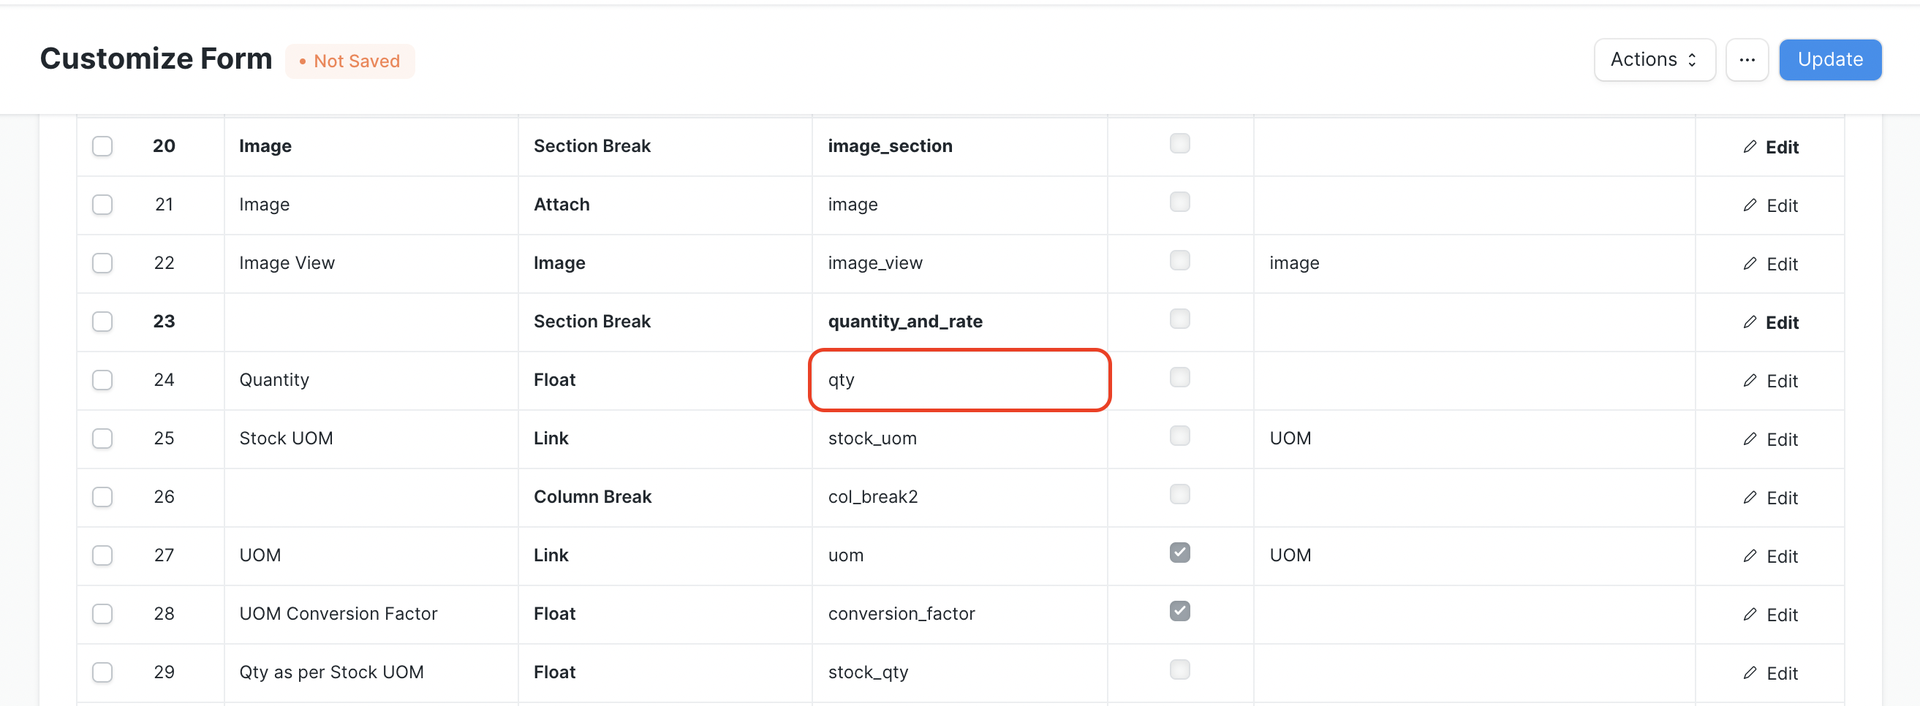 Customize Form • Not Saved Actions ... Update
20 Image Section Break image_section Edit
21 Image Attach image Edit
22 Image View Image image_view image Edit
23 Section Break quantity_and_rate Edit
24 Quantity Float qty Edit
25 Stock UOM Link stock_uom UOM Edit
26 Column Break col_break2 Edit
27 UOM Link uom UOM Edit
28 UOM Conversion Factor Float conversion_factor Edit
29 Qty as per Stock UOM Float stock_qty Edit